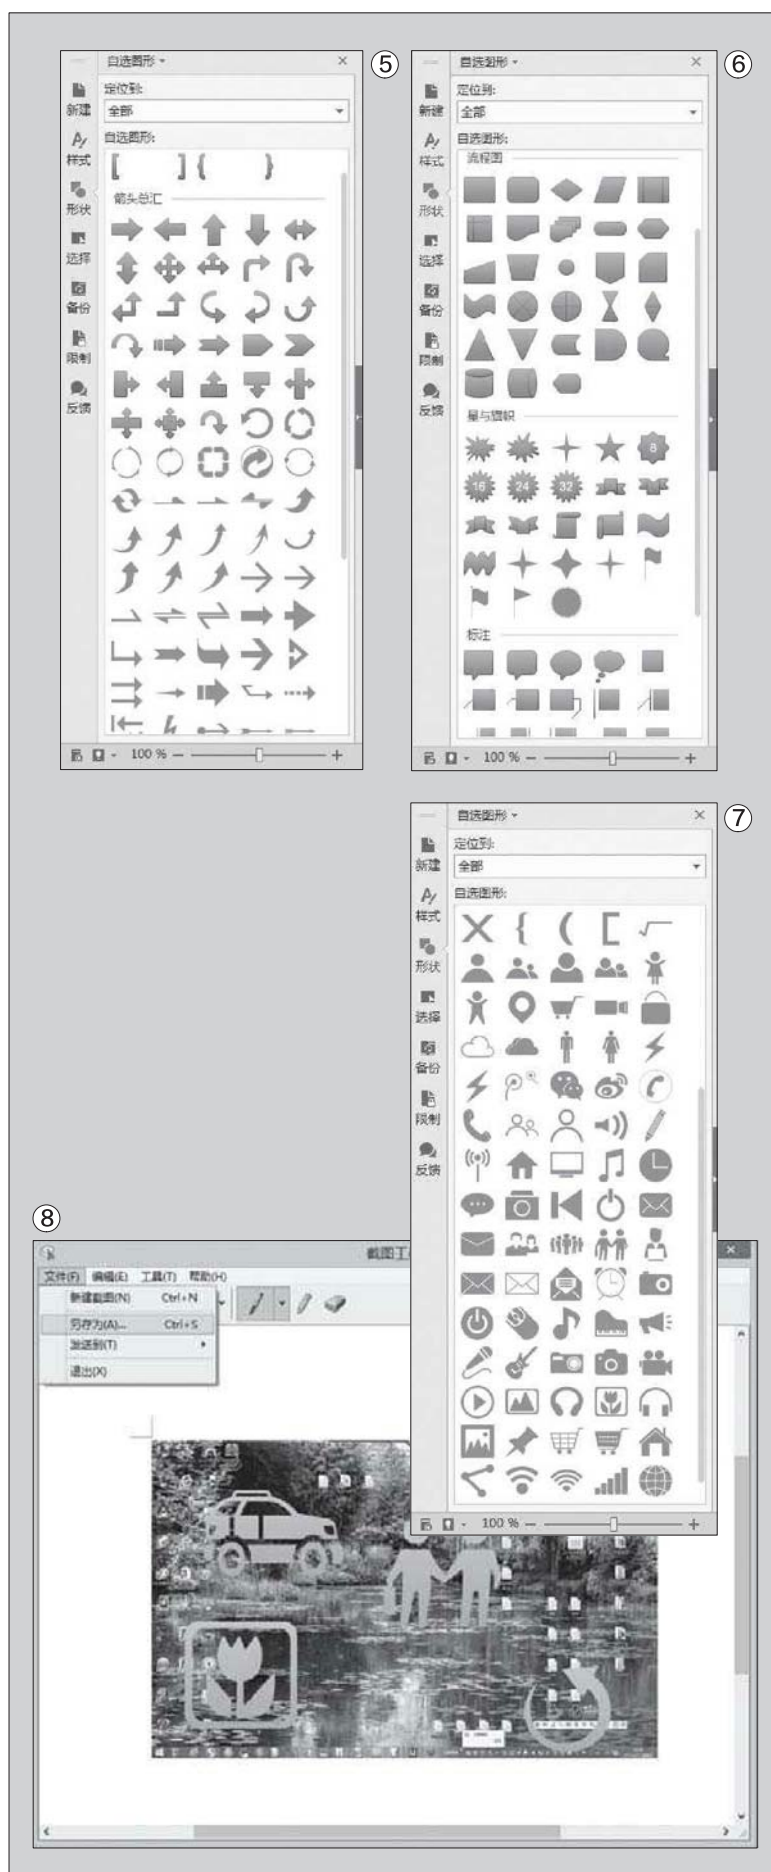 ⑤
自选图形
定位到:
新建
全部
样式
自选图形:
箭头总汇
形状
选择
备份
限制
反馈
100 %
⑥
自选图形
定位到:
新建
全部
样式
自选图形:
流程图
形状
选择
备份
限制
反馈
星与旗帜
8
16
24
32
标注
100 %
⑦
自选图形
定位到:
新建
全部
样式
自选图形:
形状
选择
备份
限制
反馈
100 %
⑧
截图工
文件(F) 编辑(E) 工具(T) 帮助(H)
新建截图(N) Ctrl+N
另存为(A)... Ctrl+S
发送到(T)
退出(X)